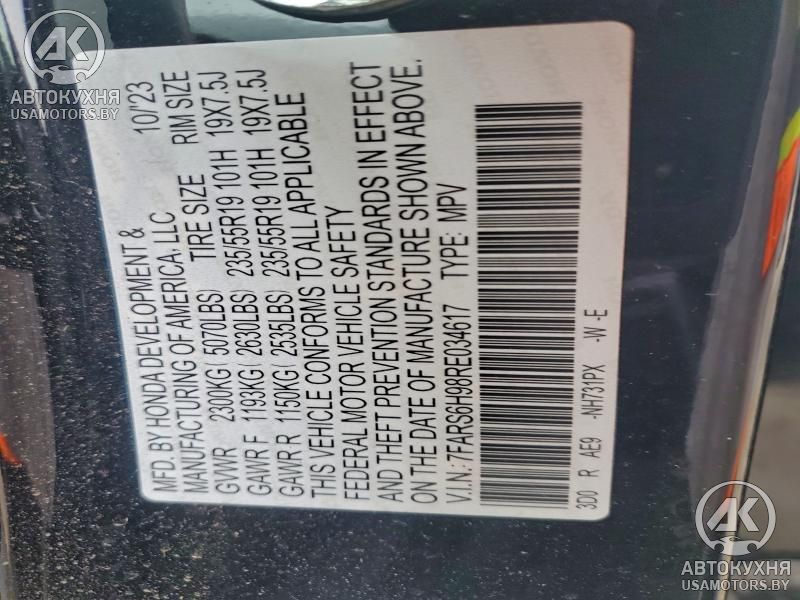 MFD. BY HONDA DEVELOPMENT & 10/'23
MANUFACTURING OF AMERICA, LLC
GVWR 2300KG ( 5070LBS) TIRE SIZE RIM SIZE
GAWR F 1193KG ( 2630LBS) 235/55R19 101H 19X7.5J
GAWR R 1150KG ( 2535LBS) 235/55R19 101H 19X7.5J
THIS VEHICLE CONFORMS TO ALL APPLICABLE
FEDERAL MOTOR VEHICLE SAFETY
AND THEFT PREVENTION STANDARDS IN EFFECT
ON THE DATE OF MANUFACTURE SHOWN ABOVE.
V.I.N.: 7FARS6H98RE034617 TYPE: MPV
3D0 R AE9 -NH731PX -W -E
АК
АВТОКУХНЯ
USAMOTORS.BY
АК
АВТОКУХНЯ
USAMOTORS.BY